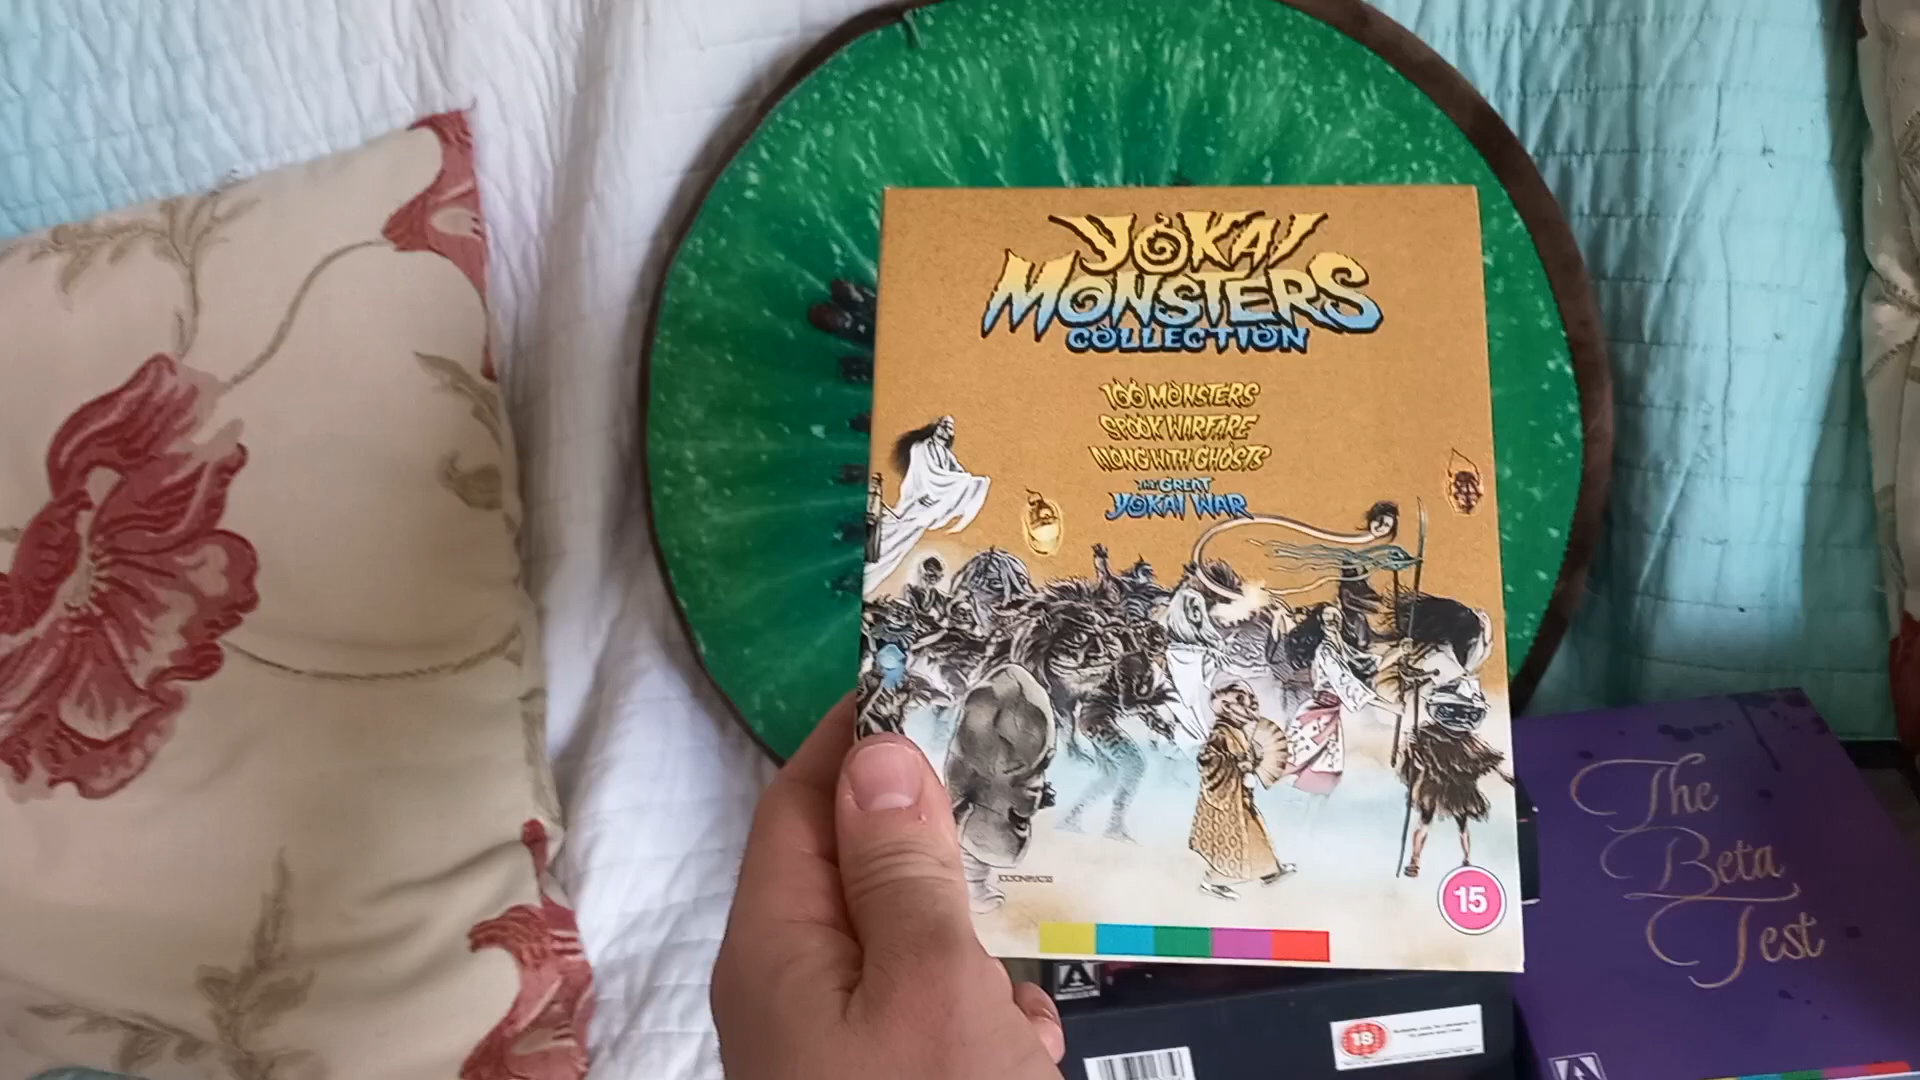 YOKAI
MONSTERS
COLLECTION
100 MONSTERS
SPOOK WARFARE
ALONG WITH GHOSTS
THE GREAT
YOKAI WAR
15
The
Beta
Test
18